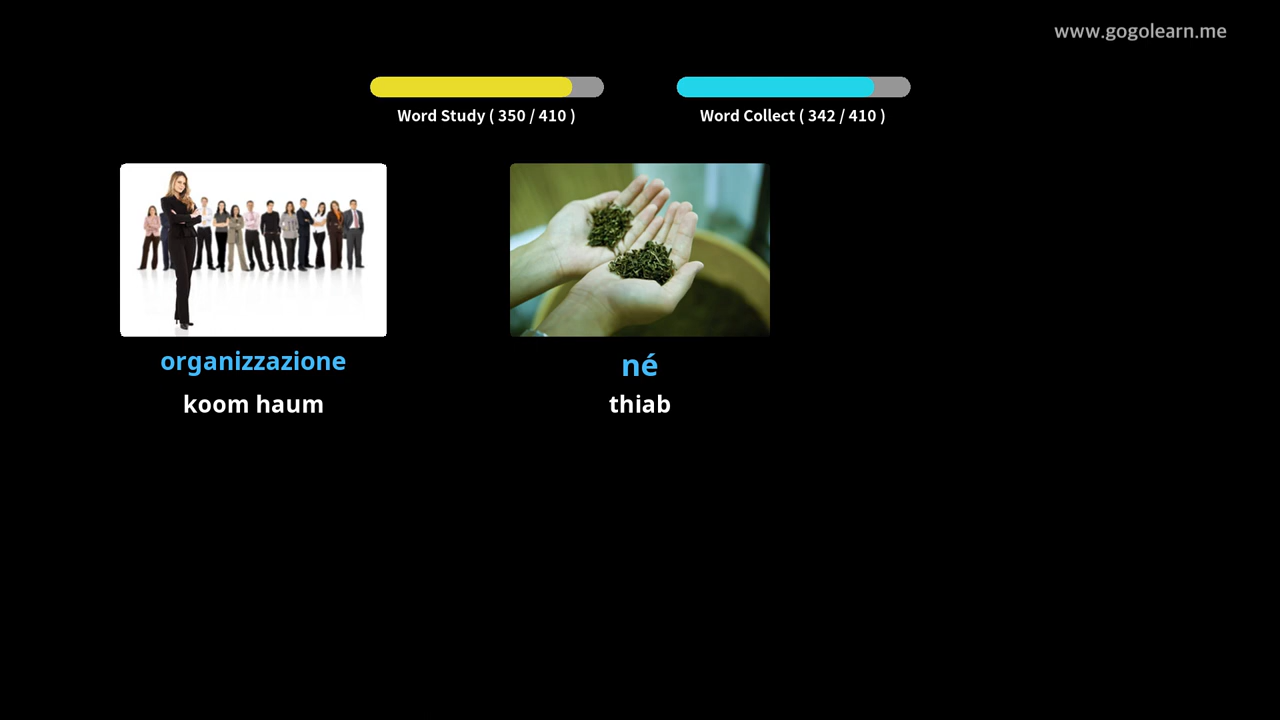 www.gogolearn.me
Word Study ( 350 / 410 )
Word Collect ( 342 / 410 )
organizzazione
koom haum
né
thiab